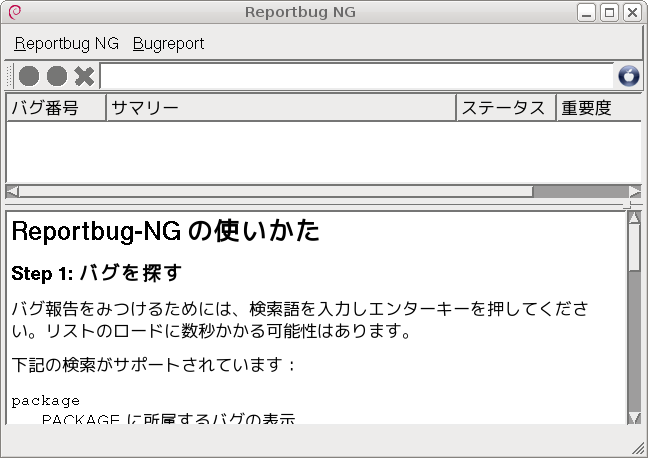 Reportbug NG
Reportbug NG Bugreport
バグ番号 サマリー ステータス 重要度
Reportbug-NG の使いかた
Step 1: バグを探す
バグ報告をみつけるためには、検索語を入力しエンターキーを押してくださ
い。リストのロードに数秒かかる可能性はあります。
下記の検索がサポートされています：
package
PACKAGE に所属するバグの表示